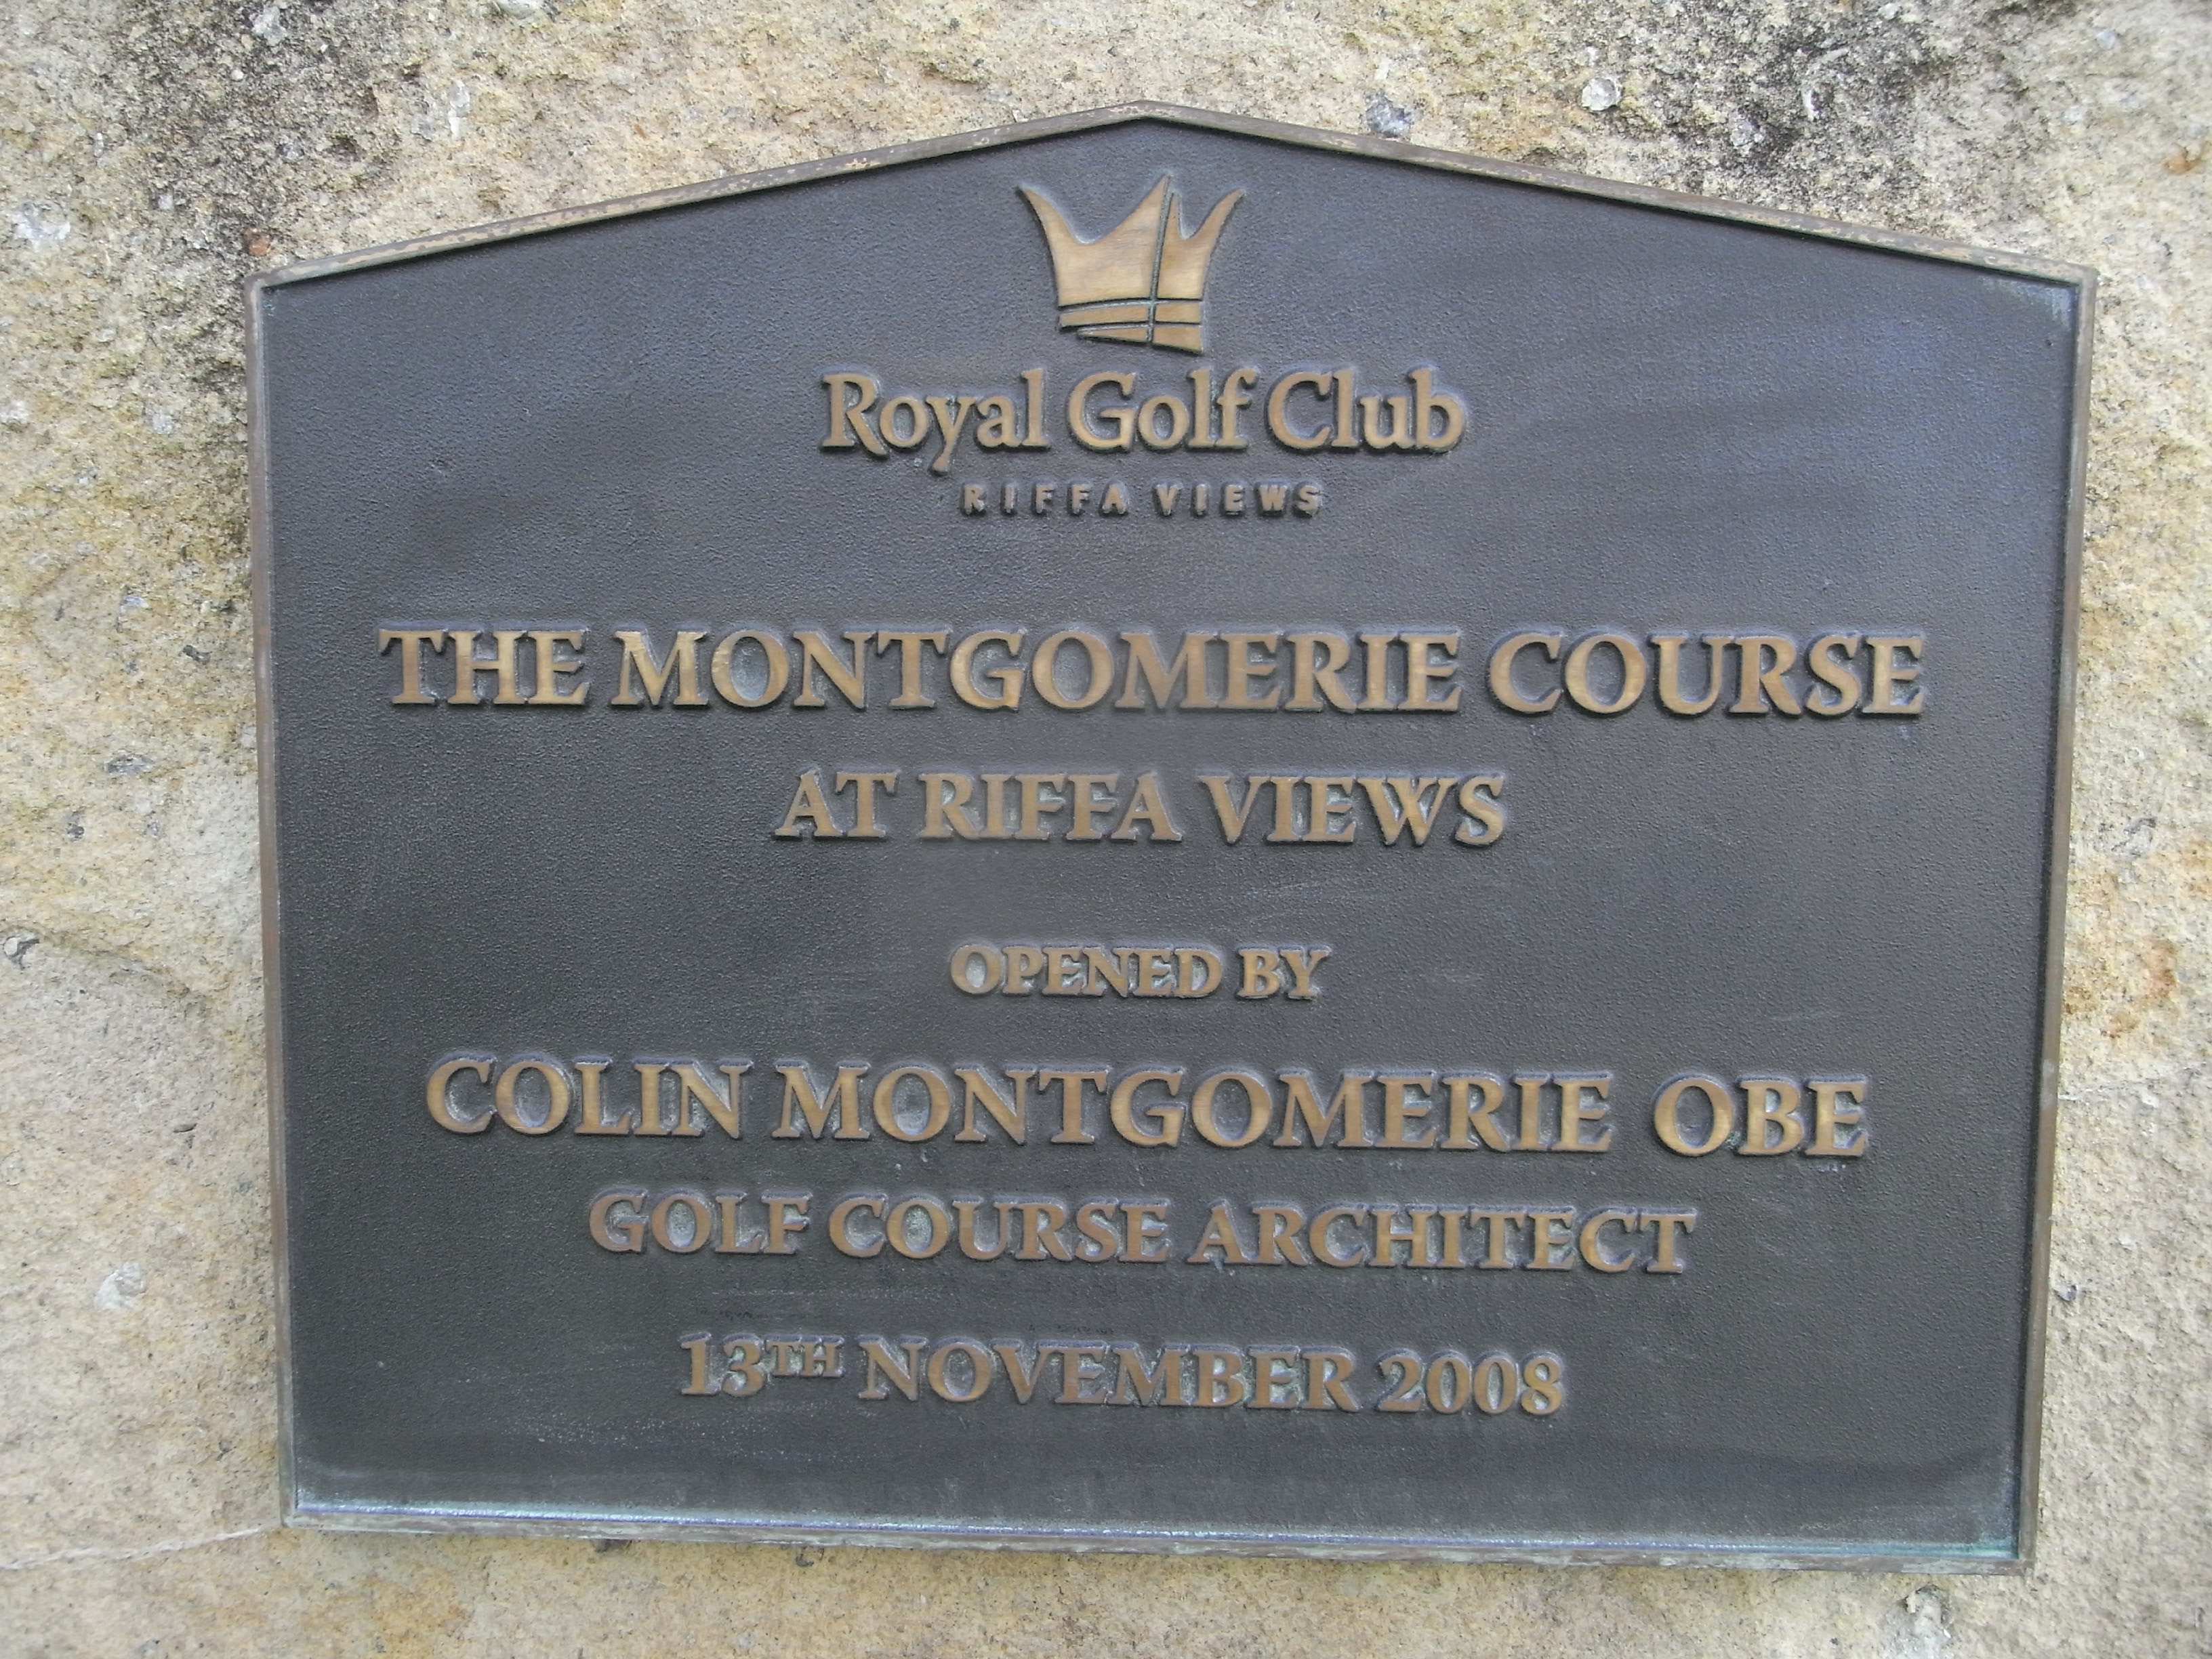 Royal Golf Club
RIFFA VIEWS
THE MONTGOMERIE COURSE
AT RIFFA VIEWS
OPENED BY
COLIN MONTGOMERIE OBE
GOLF COURSE ARCHITECT
13TH NOVEMBER 2008